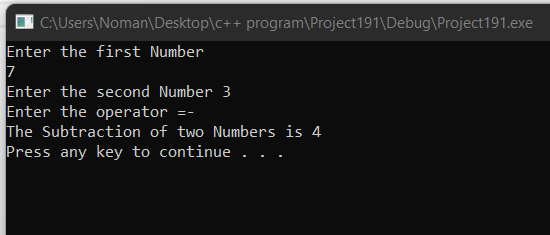 C:\Users\Noman\Desktop\c++ program\Project191\Debug\Project191.exe
Enter the first Number
7
Enter the second Number 3
Enter the operator =-
The Subtraction of two Numbers is 4
Press any key to continue . . .